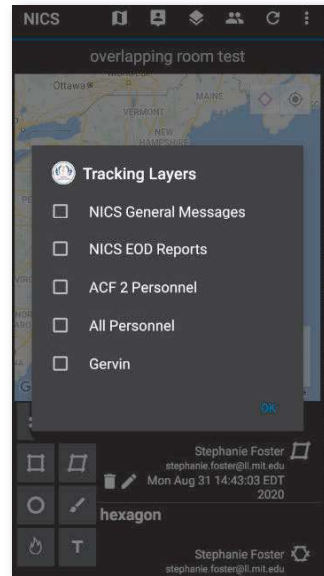 NICS
overlapping room test
Ottawa
MAINE
VERMONT
NEW
HAMPSHIRE
Tracking Layers
NICS General Messages
NICS EOD Reports
ACF 2 Personnel
All Personnel
Gervin
OK
Stephanie Foster
stephanie.foster@ll.mit.edu
Mon Aug 31 14:43:03 EDT
2020
hexagon
T
Stephanie Foster
stephanie.foster@ll.mit.edu